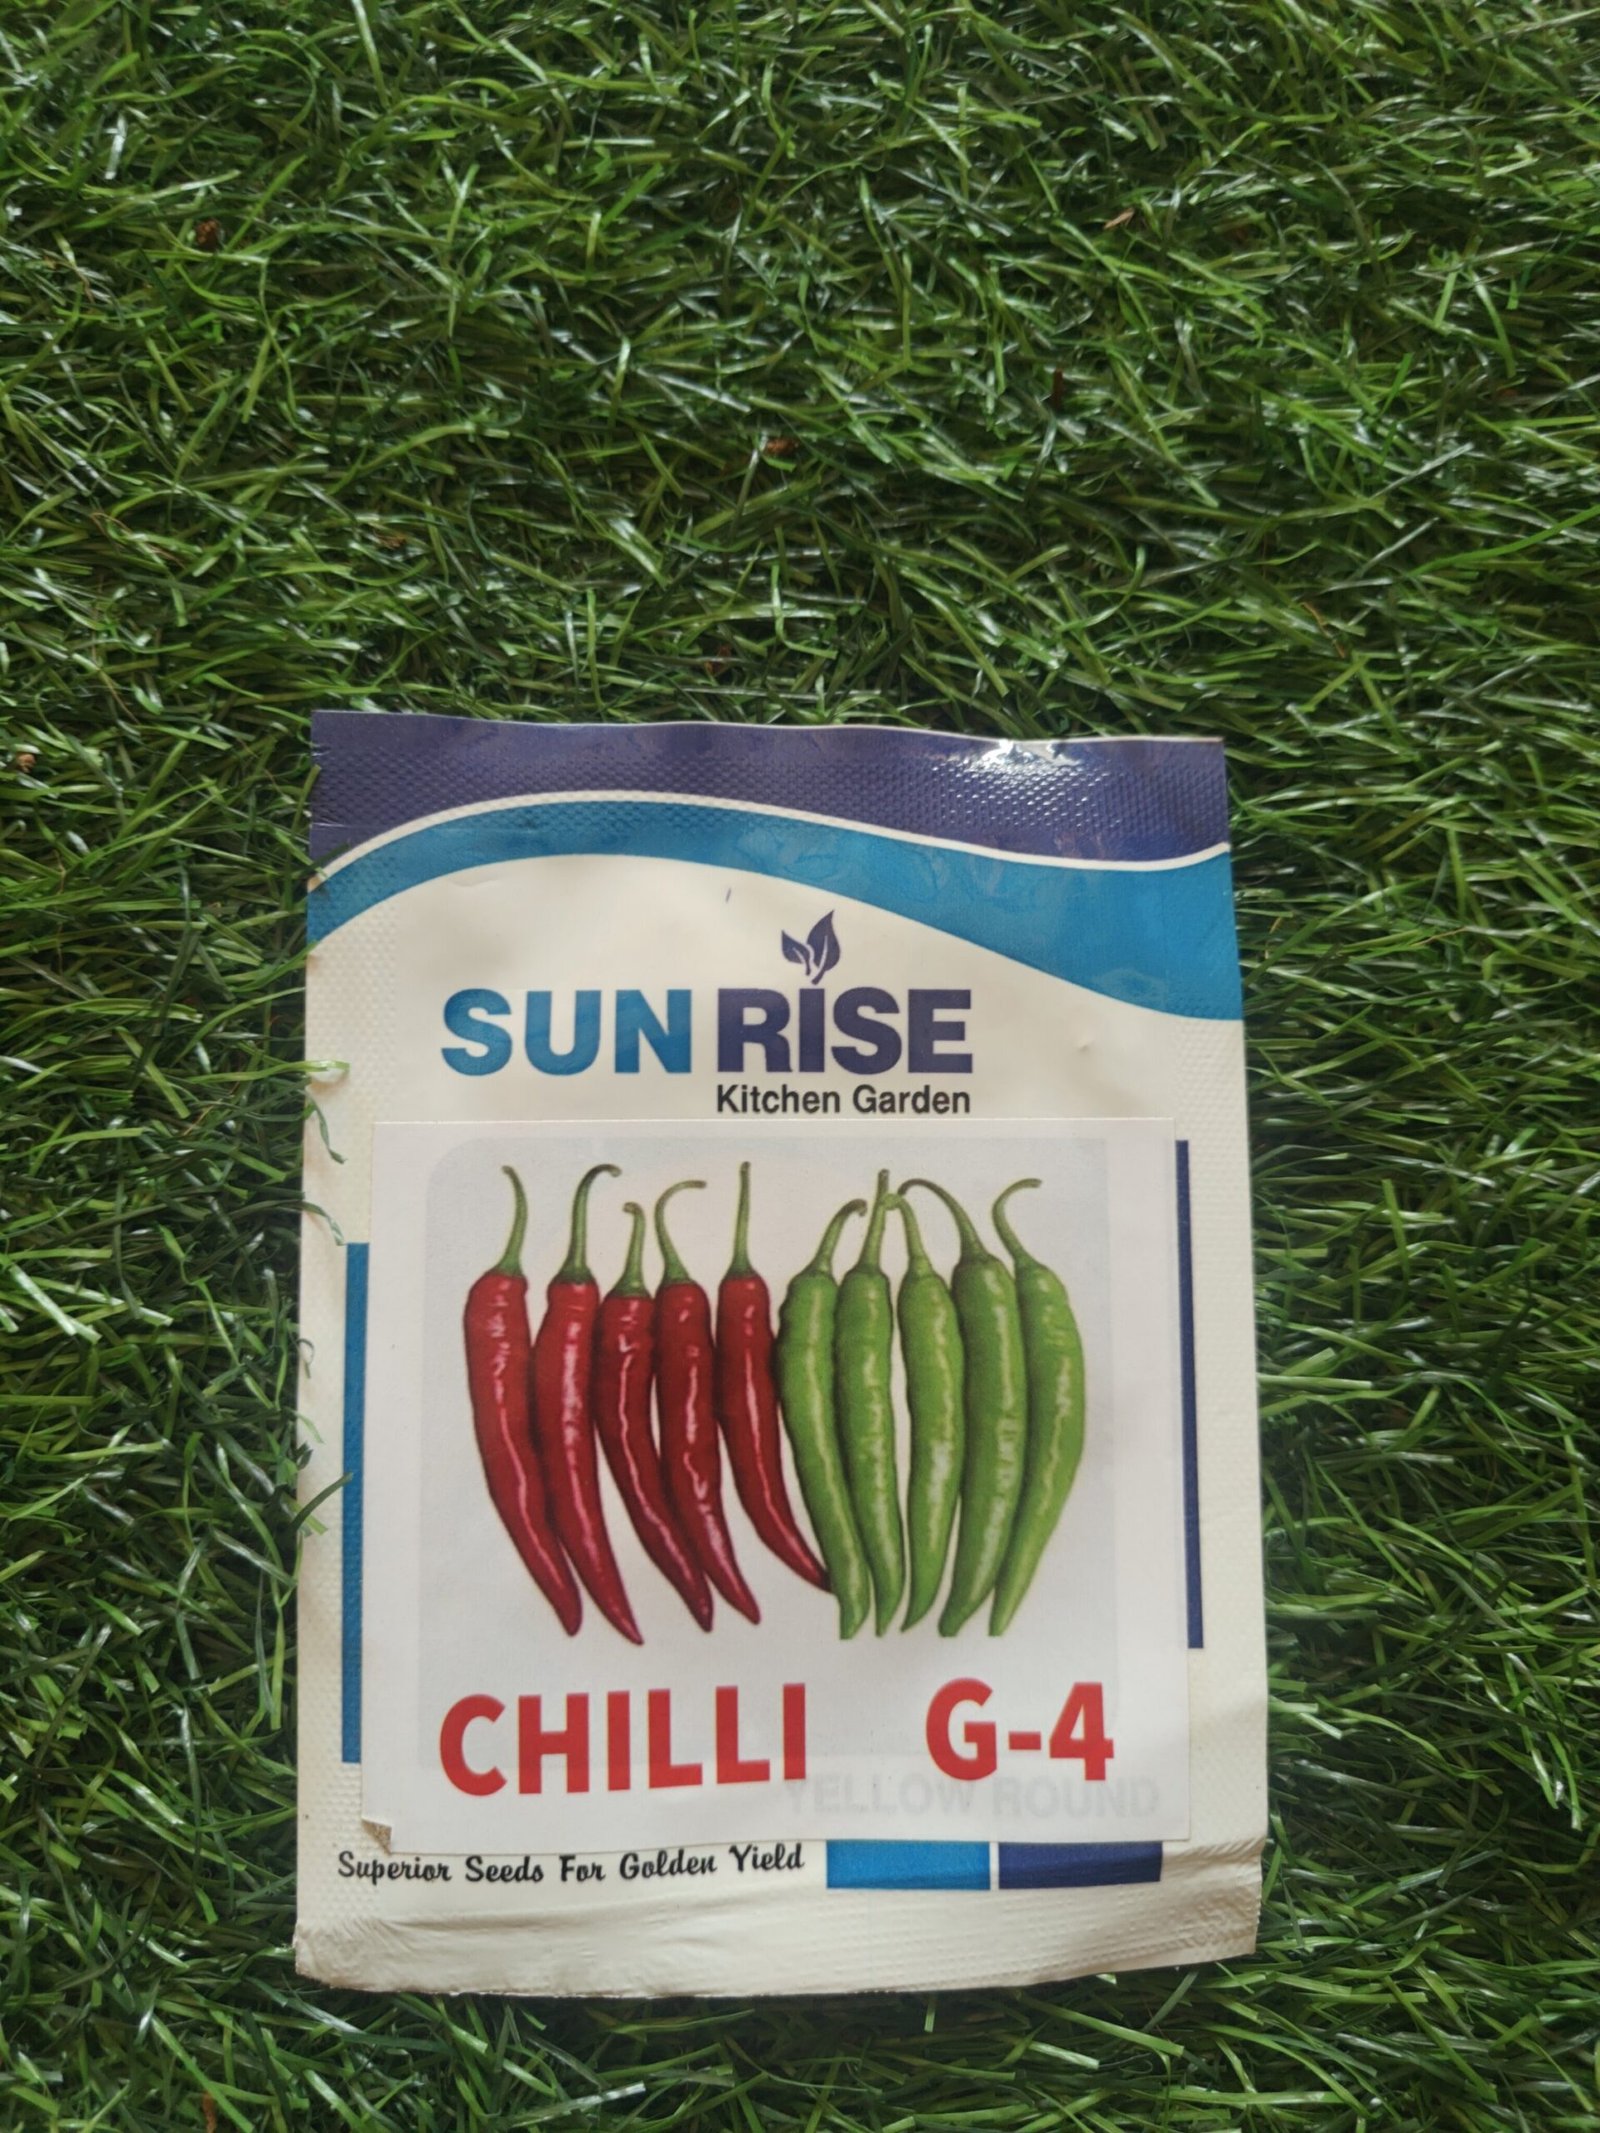 SUNRISE
Kitchen Garden
CHILLI G-4
YELLOW ROUND
Superior Seeds For Golden Yield